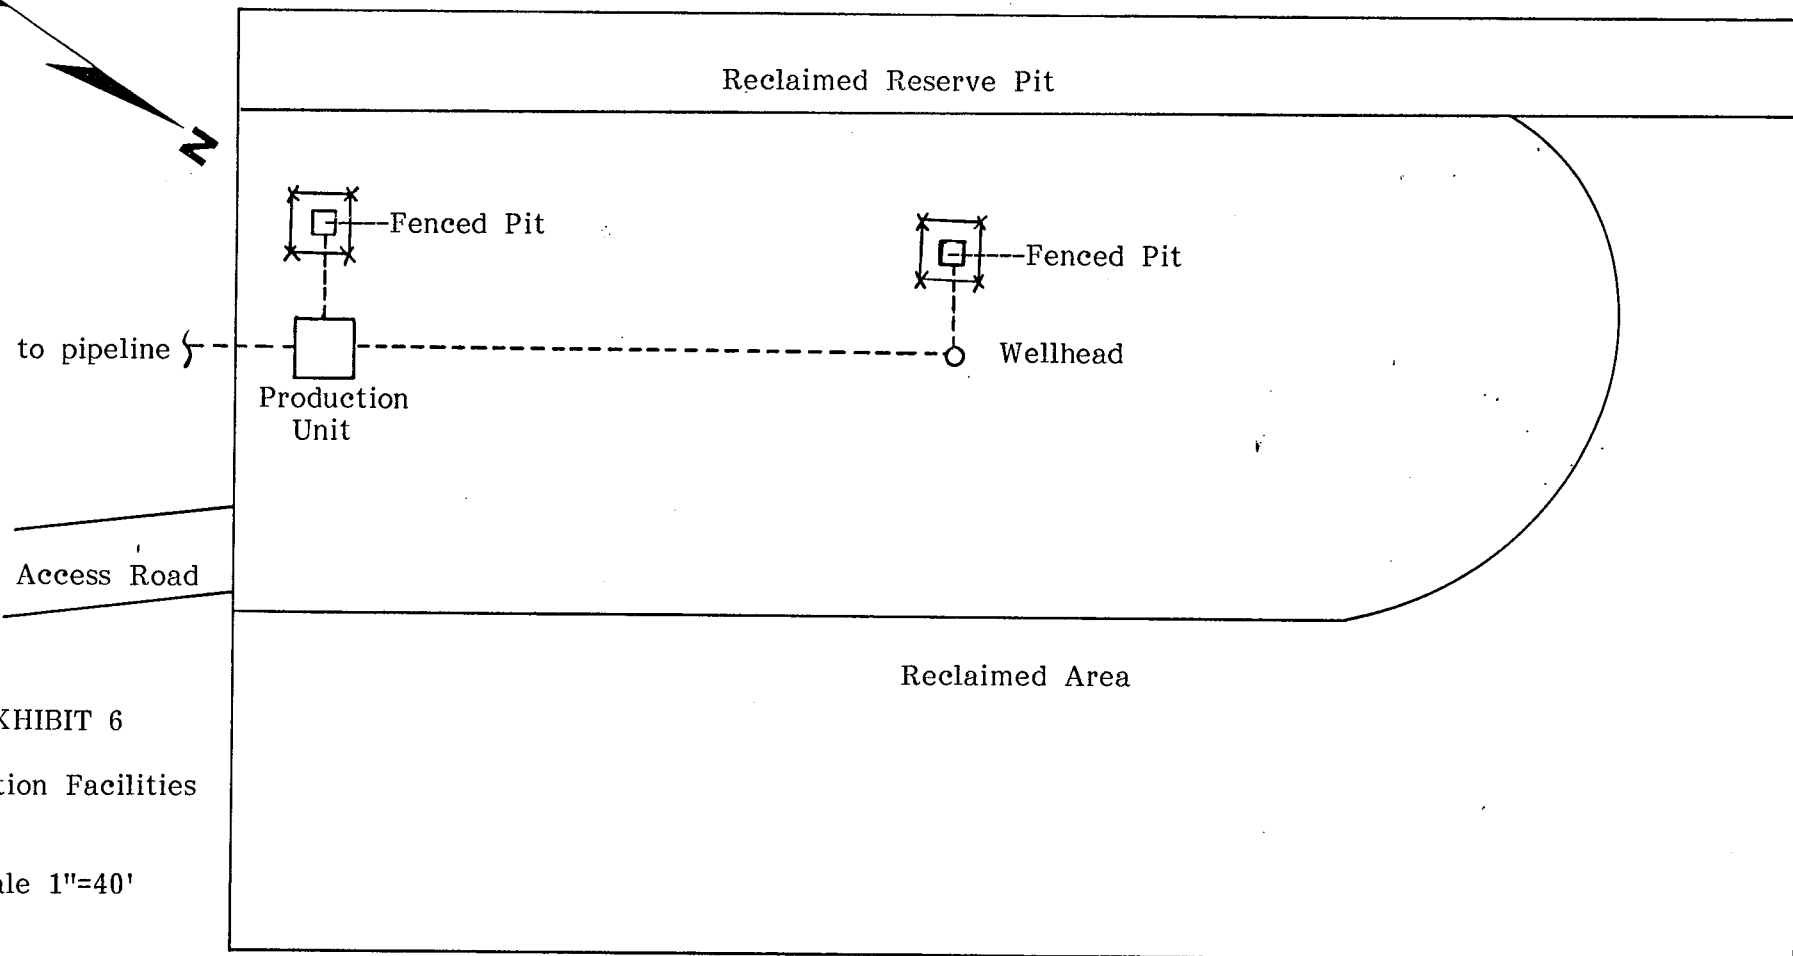 Reclaimed Reserve Pit
N
Fenced Pit
Fenced Pit
to pipeline
Wellhead
Production
Unit
Access Road
Reclaimed Area
XHIBIT 6
tion Facilities
ale 1"=40'